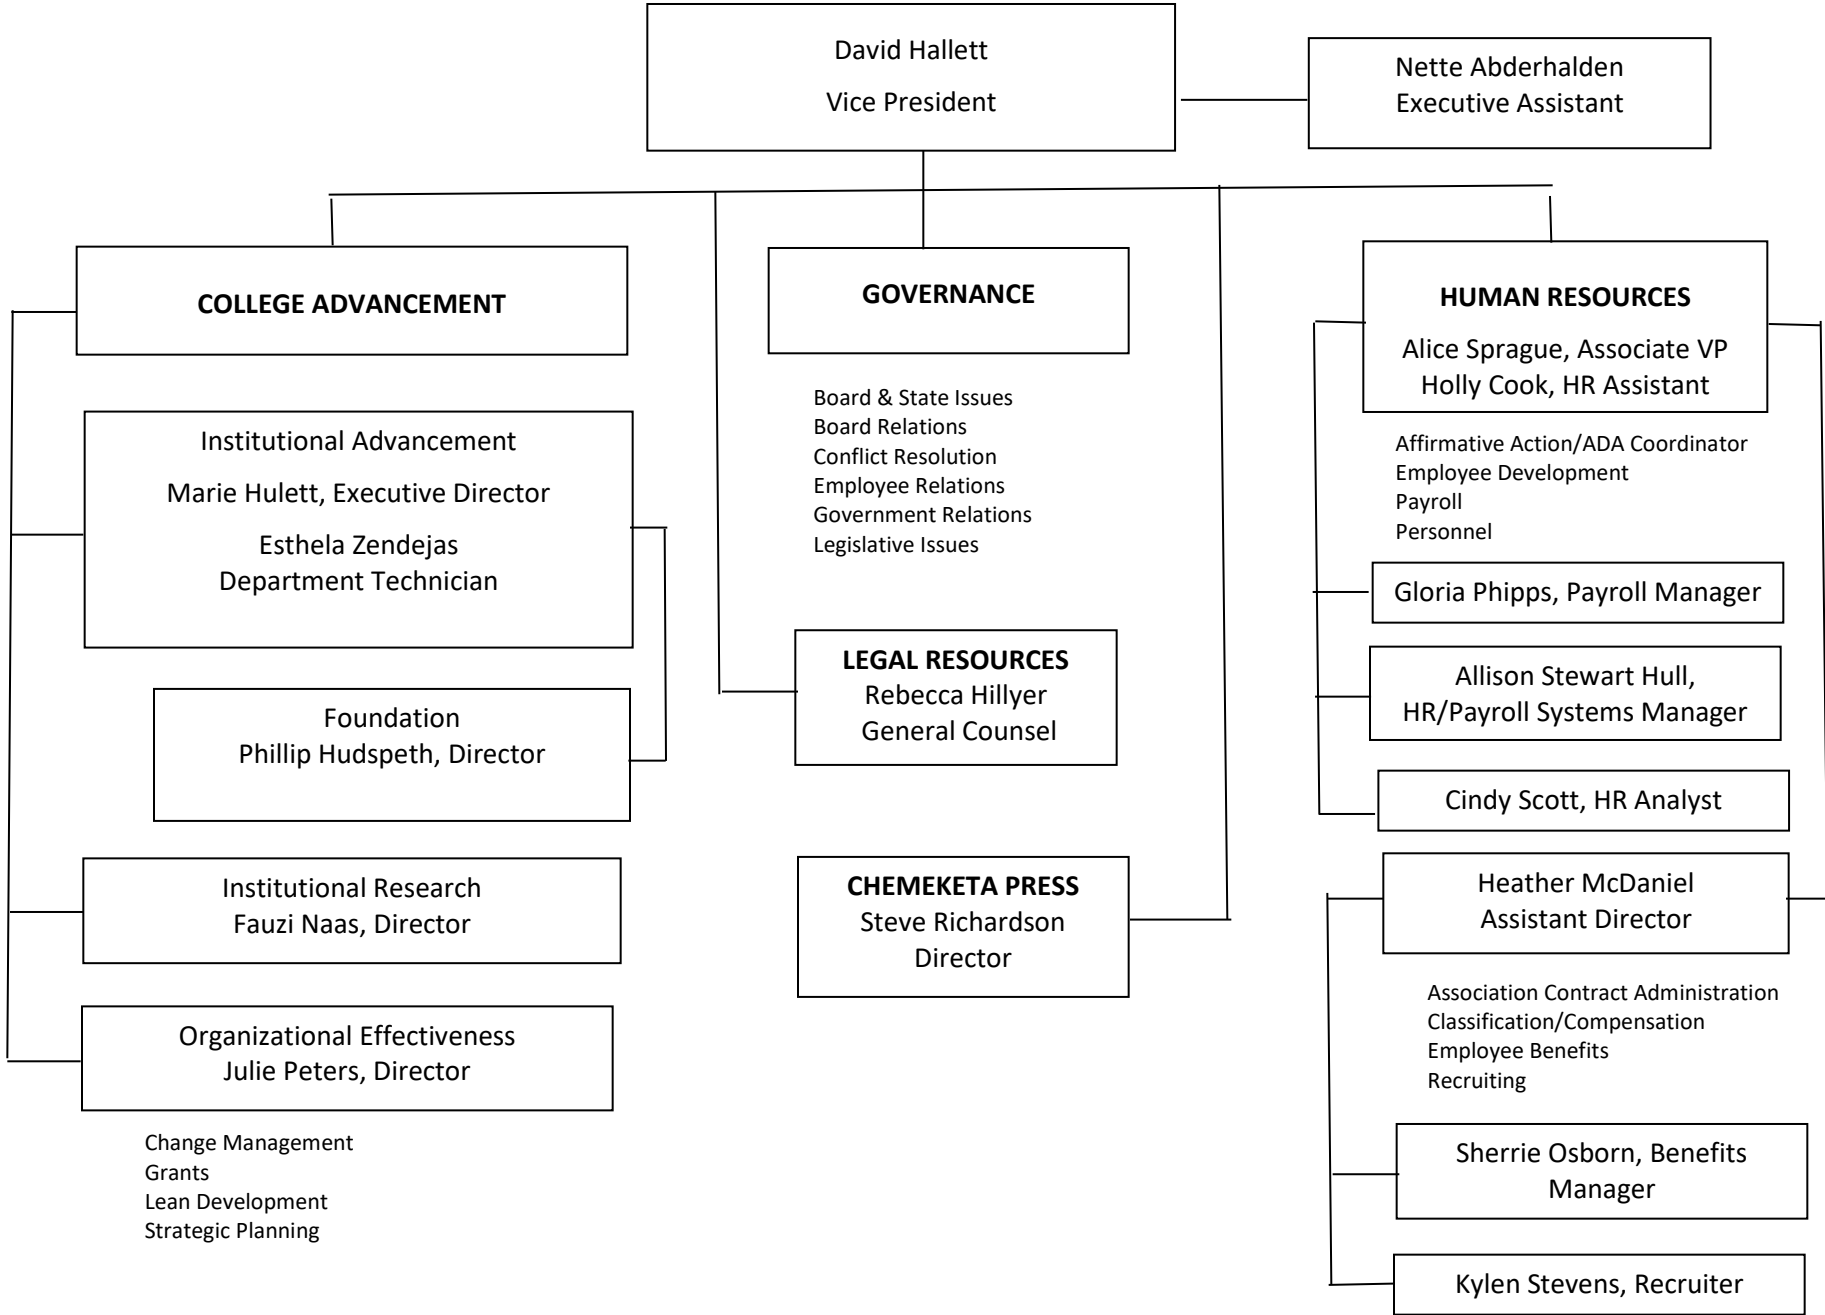 David Hallett
Vice President
Nette Abderhalden
Executive Assistant
COLLEGE ADVANCEMENT
Institutional Advancement
Marie Hulett, Executive Director
Esthela Zendejas
Department Technician
Foundation
Phillip Hudspeth, Director
Institutional Research
Fauzi Naas, Director
Organizational Effectiveness
Julie Peters, Director
Change Management
Grants
Lean Development
Strategic Planning
GOVERNANCE
Board & State Issues
Board Relations
Conflict Resolution
Employee Relations
Government Relations
Legislative Issues
LEGAL RESOURCES
Rebecca Hillyer
General Counsel
CHEMEKETA PRESS
Steve Richardson
Director
HUMAN RESOURCES
Alice Sprague, Associate VP
Holly Cook, HR Assistant
Affirmative Action/ADA Coordinator
Employee Development
Payroll
Personnel
Gloria Phipps, Payroll Manager
Allison Stewart Hull,
HR/Payroll Systems Manager
Cindy Scott, HR Analyst
Heather McDaniel
Assistant Director
Association Contract Administration
Classification/Compensation
Employee Benefits
Recruiting
Sherrie Osborn, Benefits
Manager
Kylen Stevens, Recruiter